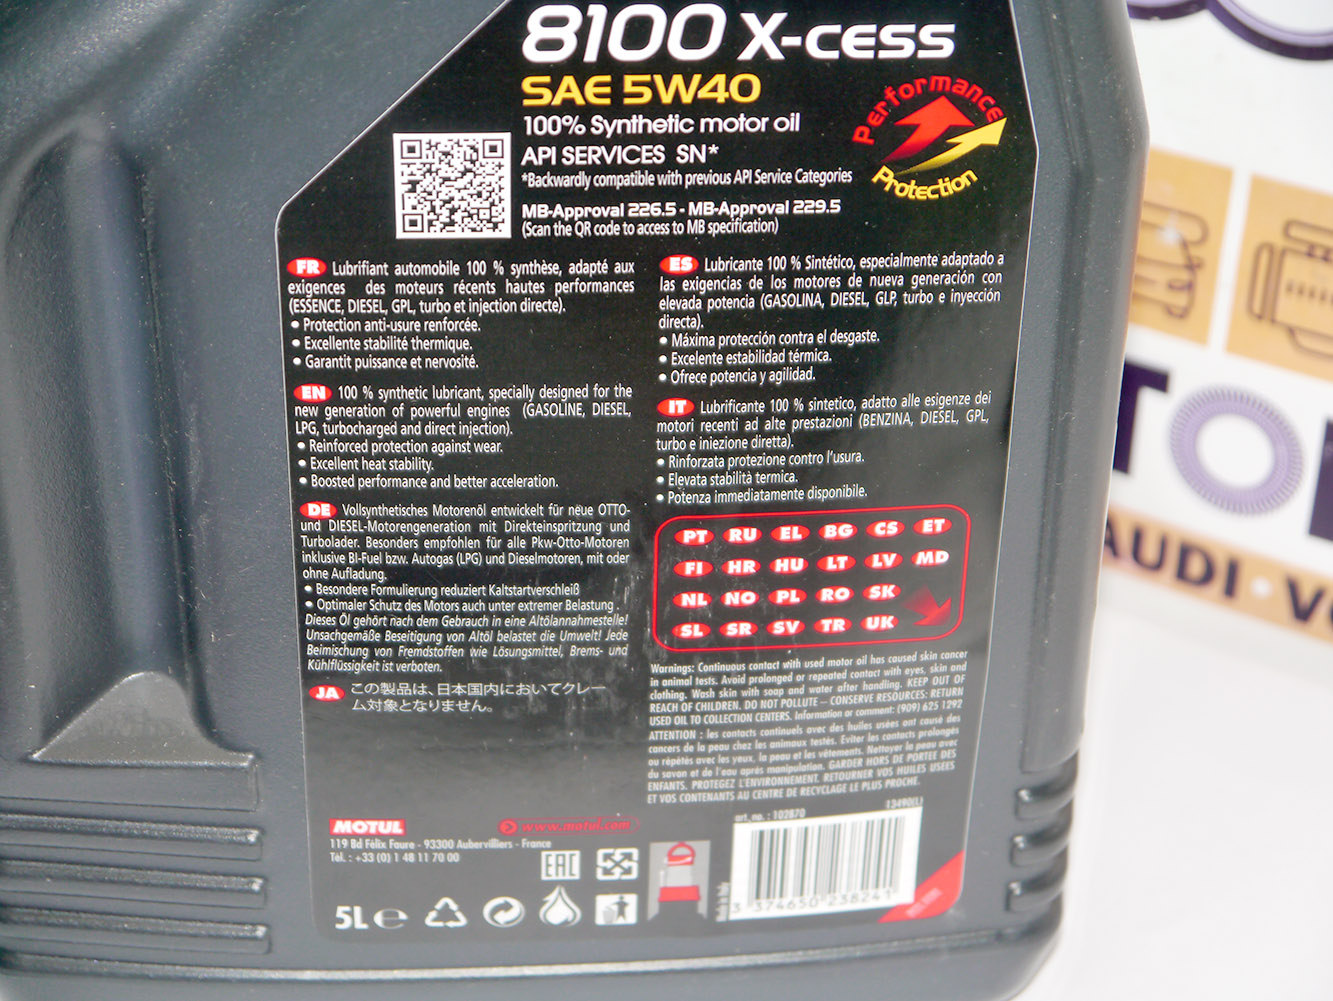 8100 X-cess
SAE 5W40
100% Synthetic motor oil
API SERVICES SN*
*Backwardly compatible with previous API Service Categories
MB-Approval 226.5 - MB-Approval 229.5
(Scan the QR code to access to MB specification)
Performance
Protection
FR Lubrifiant automobile 100 % synthèse, adapté aux
exigences des moteurs récents hautes performances
(ESSENCE, DIESEL, GPL, turbo et injection directe).
• Protection anti-usure renforcée.
• Excellente stabilité thermique.
• Garantit puissance et nervosité.
EN 100 % synthetic lubricant, specially designed for the
new generation of powerful engines (GASOLINE, DIESEL,
LPG, turbocharged and direct injection).
• Reinforced protection against wear.
• Excellent heat stability.
• Boosted performance and better acceleration.
DE Vollsynthetisches Motorenöl entwickelt für neue OTTO-
und DIESEL-Motorengeneration mit Direkteinspritzung und
Turbolader. Besonders empfohlen für alle Pkw-Otto-Motoren
inklusive BI-Fuel bzw. Autogas (LPG) und Dieselmotoren, mit oder
ohne Aufladung.
• Besondere Formulierung reduziert Kaltstartverschleiß
• Optimaler Schutz des Motors auch unter extremer Belastung .
Dieses Öl gehört nach dem Gebrauch in eine Altölannahmestelle!
Unsachgemäße Beseitigung von Altöl belastet die Umwelt! Jede
Beimischung von Fremdstoffen wie Lösungsmittel, Brems- und
Kühlflüssigkeit ist verboten.
JA この製品は、日本国内においてクレー
ム対象となりません。
ES Lubricante 100 % Sintético, especialmente adaptado a
las exigencias de los motores de nueva generación con
elevada potencia (GASOLINA, DIESEL, GLP, turbo e inyección
directa).
• Máxima protección contra el desgaste.
• Excelente estabilidad térmica.
• Ofrece potencia y agilidad.
IT Lubrificante 100 % sintetico, adatto alle esigenze dei
motori recenti ad alte prestazioni (BENZINA, DIESEL, GPL,
turbo e iniezione diretta).
• Rinforzata protezione contro l'usura.
• Elevata stabilità termica.
• Potenza immediatamente disponibile.
PT RU EL BG CS ET
FI HR HU LT LV MD
NL NO PL RO SK
SL SR SV TR UK
Warnings: Continuous contact with used motor oil has caused skin cancer
in animal tests. Avoid prolonged or repeated contact with eyes, skin and
clothing. Wash skin with soap and water after handling. KEEP OUT OF
REACH OF CHILDREN. DO NOT POLLUTE – CONSERVE RESOURCES: RETURN
USED OIL TO COLLECTION CENTERS. Information or comment: (909) 625 1292
ATTENTION : les contacts continuels avec des huiles usées ont causé des
cancers de la peau chez les animaux testés. Eviter les contacts prolongés
ou répétés avec les yeux, la peau et les vêtements. Nettoyer la peau avec
du savon et de l'eau après manipulation. GARDER HORS DE PORTEE DES
ENFANTS. PROTEGEZ L'ENVIRONNEMENT. RETOURNER VOS HUILES USEES
ET VOS CONTENANTS AU CENTRE DE RECYCLAGE LE PLUS PROCHE.
13490(L)
art. no. : 102870
MOTUL
www.motul.com
119 Bd Félix Faure - 93300 Aubervilliers - France
Tel. : +33 (0) 1 48 11 70 00
EAC
5L e
Made in Italy
3 374650 238241
TO
AUDI · V